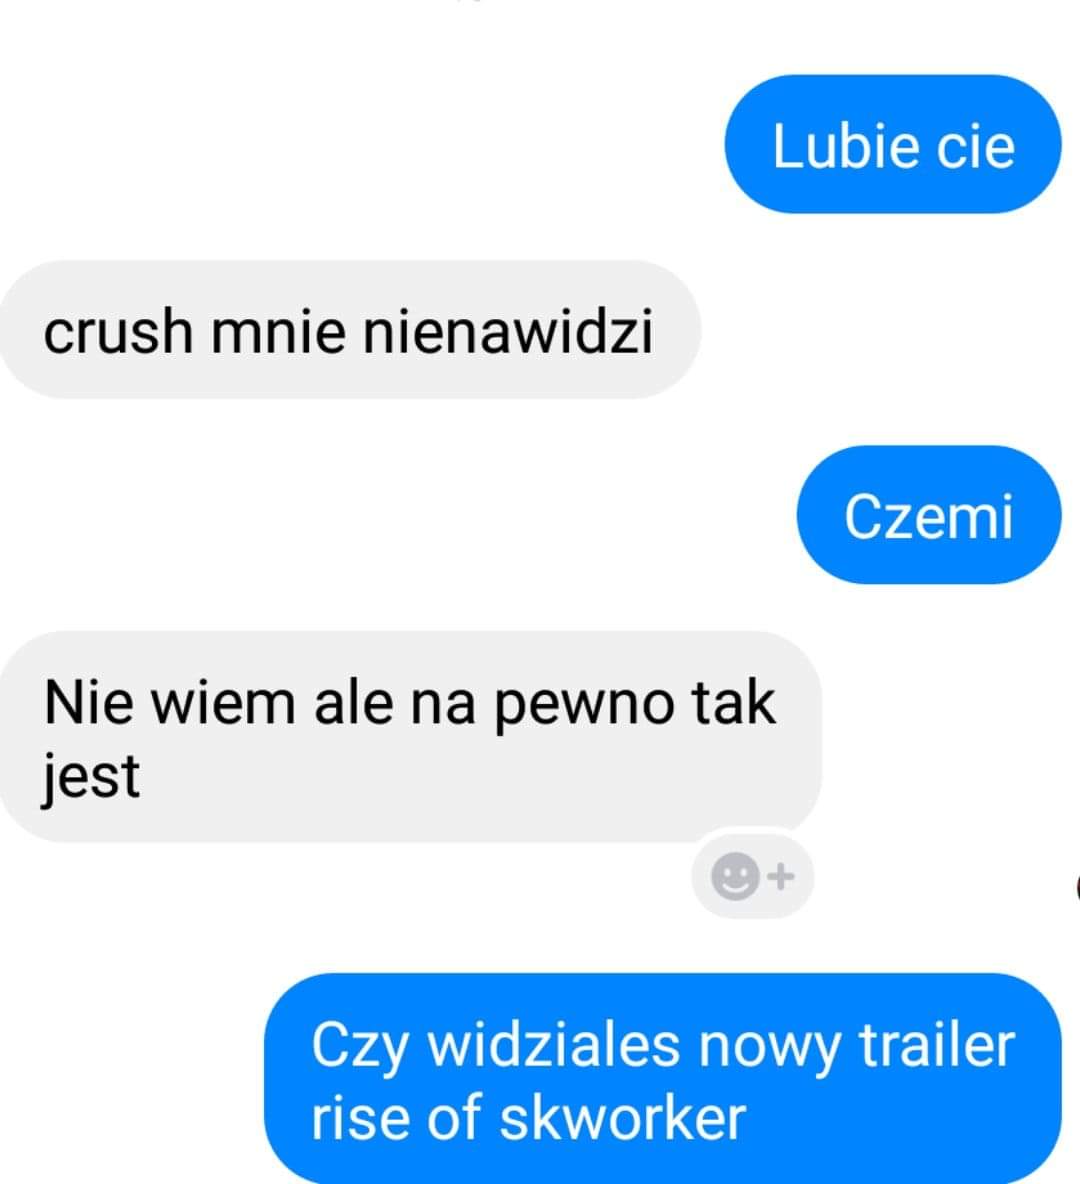 Lubie cie
crush mnie nienawidzi
Czemi
Nie wiem ale na pewno tak
jest
Czy widziales nowy trailer
rise of skworker